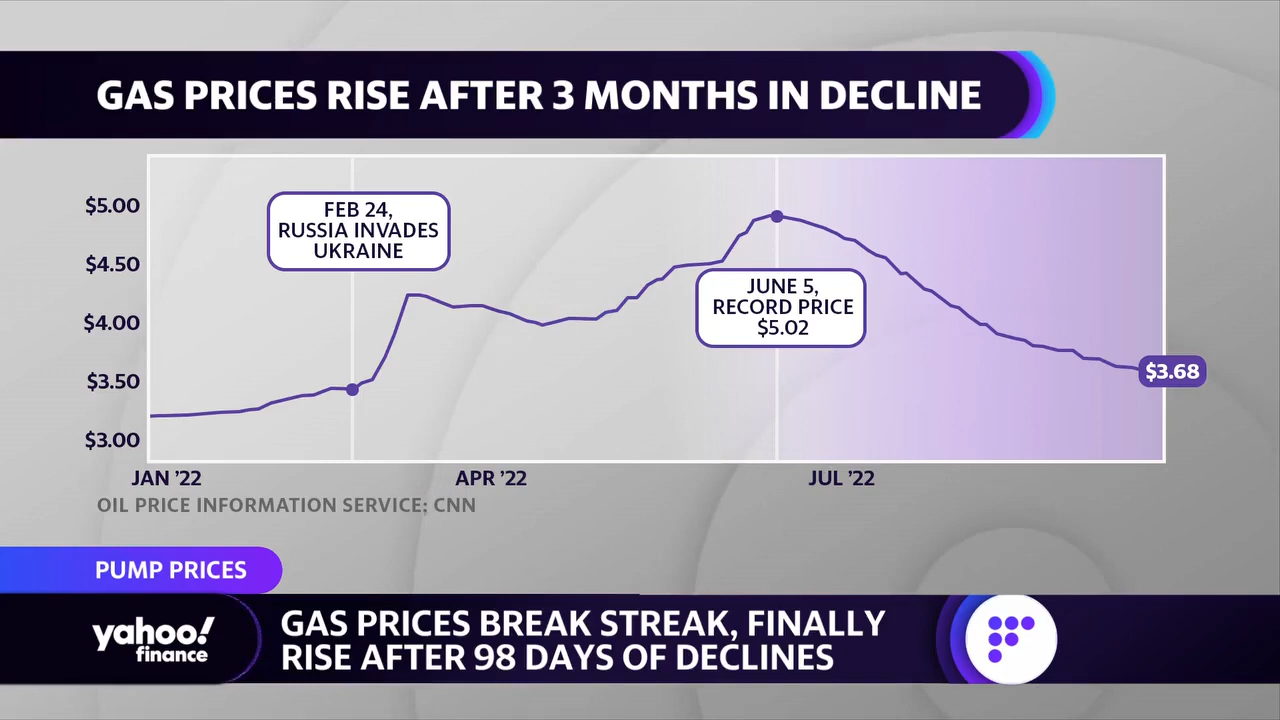 GAS PRICES RISE AFTER 3 MONTHS IN DECLINE
$5.00
$4.50
$4.00
$3.50
$3.00
FEB 24,
RUSSIA INVADES
UKRAINE
JUNE 5,
RECORD PRICE
$5.02
$3.68
JAN ’22
APR ’22
JUL ’22
OIL PRICE INFORMATION SERVICE; CNN
PUMP PRICES
yahoo!
finance
GAS PRICES BREAK STREAK, FINALLY
RISE AFTER 98 DAYS OF DECLINES